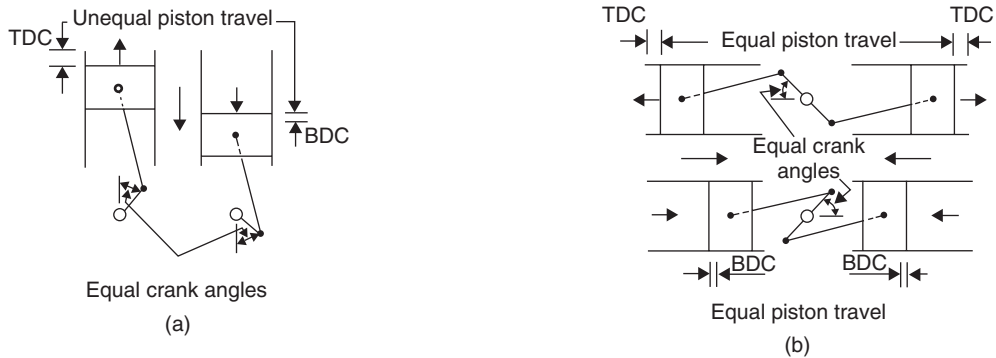 Unequal piston travel
TDC
BDC
Equal crank angles
(a)
TDC
TDC
Equal piston travel
Equal crank
angles
BDC
BDC
Equal piston travel
(b)